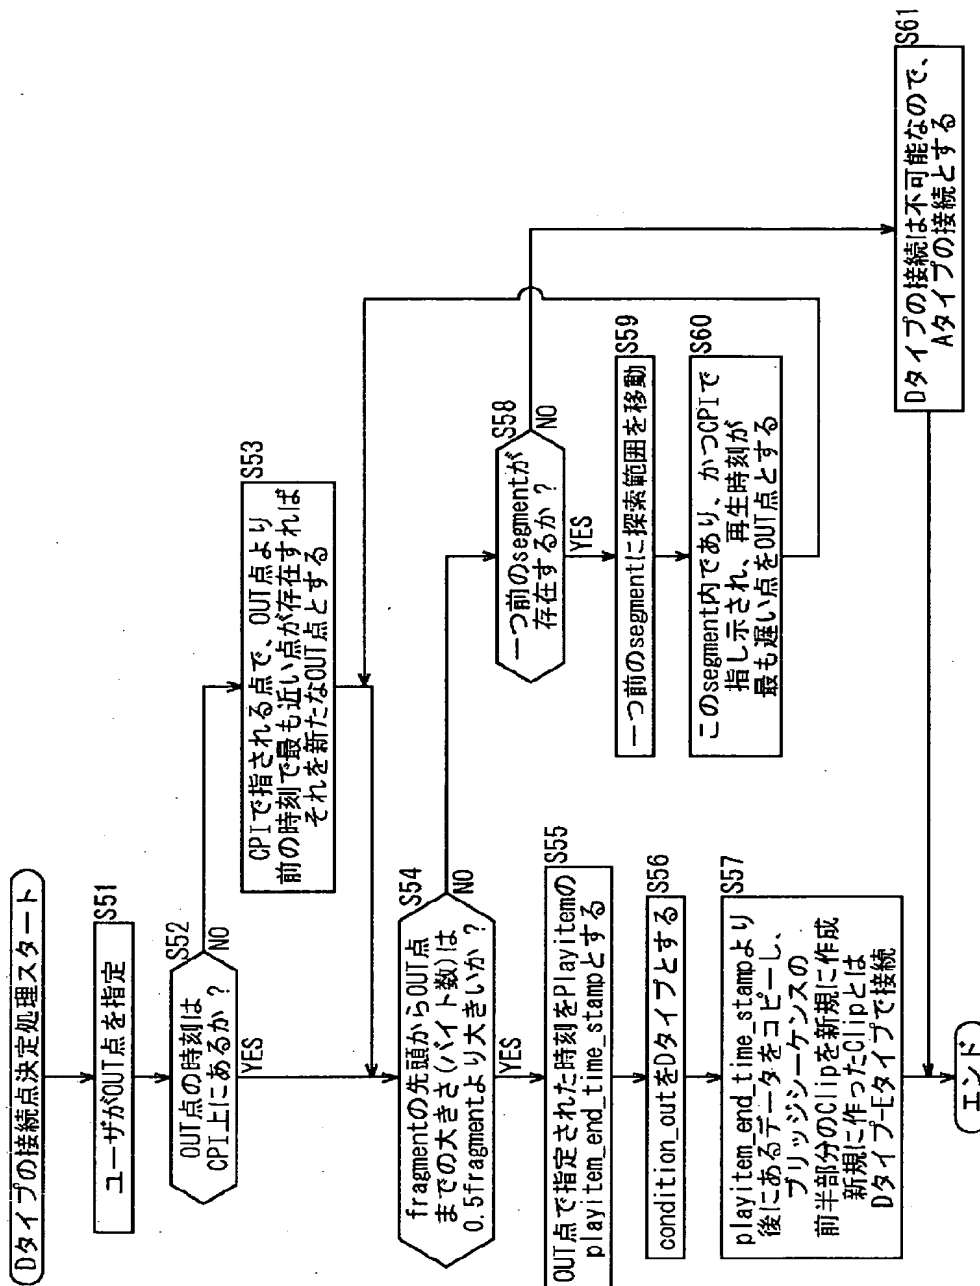 Dタイプの接続点決定処理スタート
S51
ユーザがOUT点を指定
S52
OUT点の時刻は
CPI上にあるか？
NO
YES
S53
CPIで指される点で、OUT点より
前の時刻で最も近い点が存在すれば
それを新たなOUT点とする
S54
fragmentの先頭からOUT点
までの大きさ(バイト数)は
0.5fragmentより大きいか？
NO
YES
S55
OUT点で指定された時刻をPlayitemの
playitem_end_time_stampとする
S56
condition_outをDタイプとする
S57
playitem_end_time_stampより
後にあるデータをコピーし、
ブリッジシーケンスの
前半部分のClipを新規に作成
新規に作ったClipとは
Dタイプ-Eタイプで接続
S58
一つ前のsegmentが
存在するか？
NO
YES
S59
一つ前のsegmentに探索範囲を移動
S60
このsegment内であり、かつCPIで
指し示され、再生時刻が
最も遅い点をOUT点とする
S61
Dタイプの接続は不可能なので、
Aタイプの接続とする
エンド